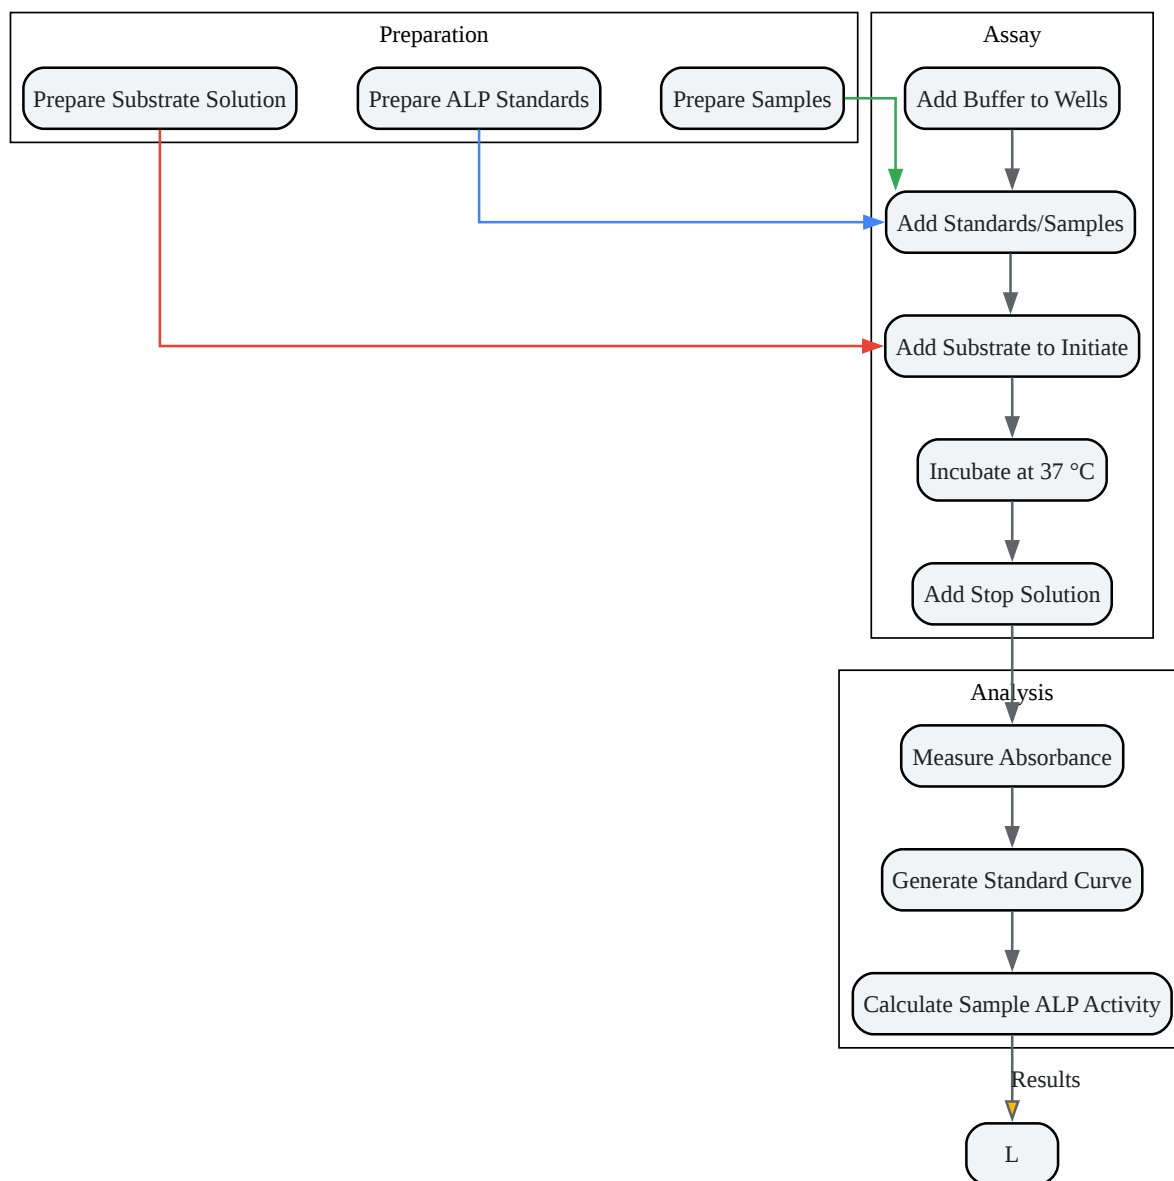 Preparation
Prepare Substrate Solution
Prepare ALP Standards
Prepare Samples
Assay
Add Buffer to Wells
Add Standards/Samples
Add Substrate to Initiate
Incubate at 37 °C
Add Stop Solution
Analysis
Measure Absorbance
Generate Standard Curve
Calculate Sample ALP Activity
Results
L